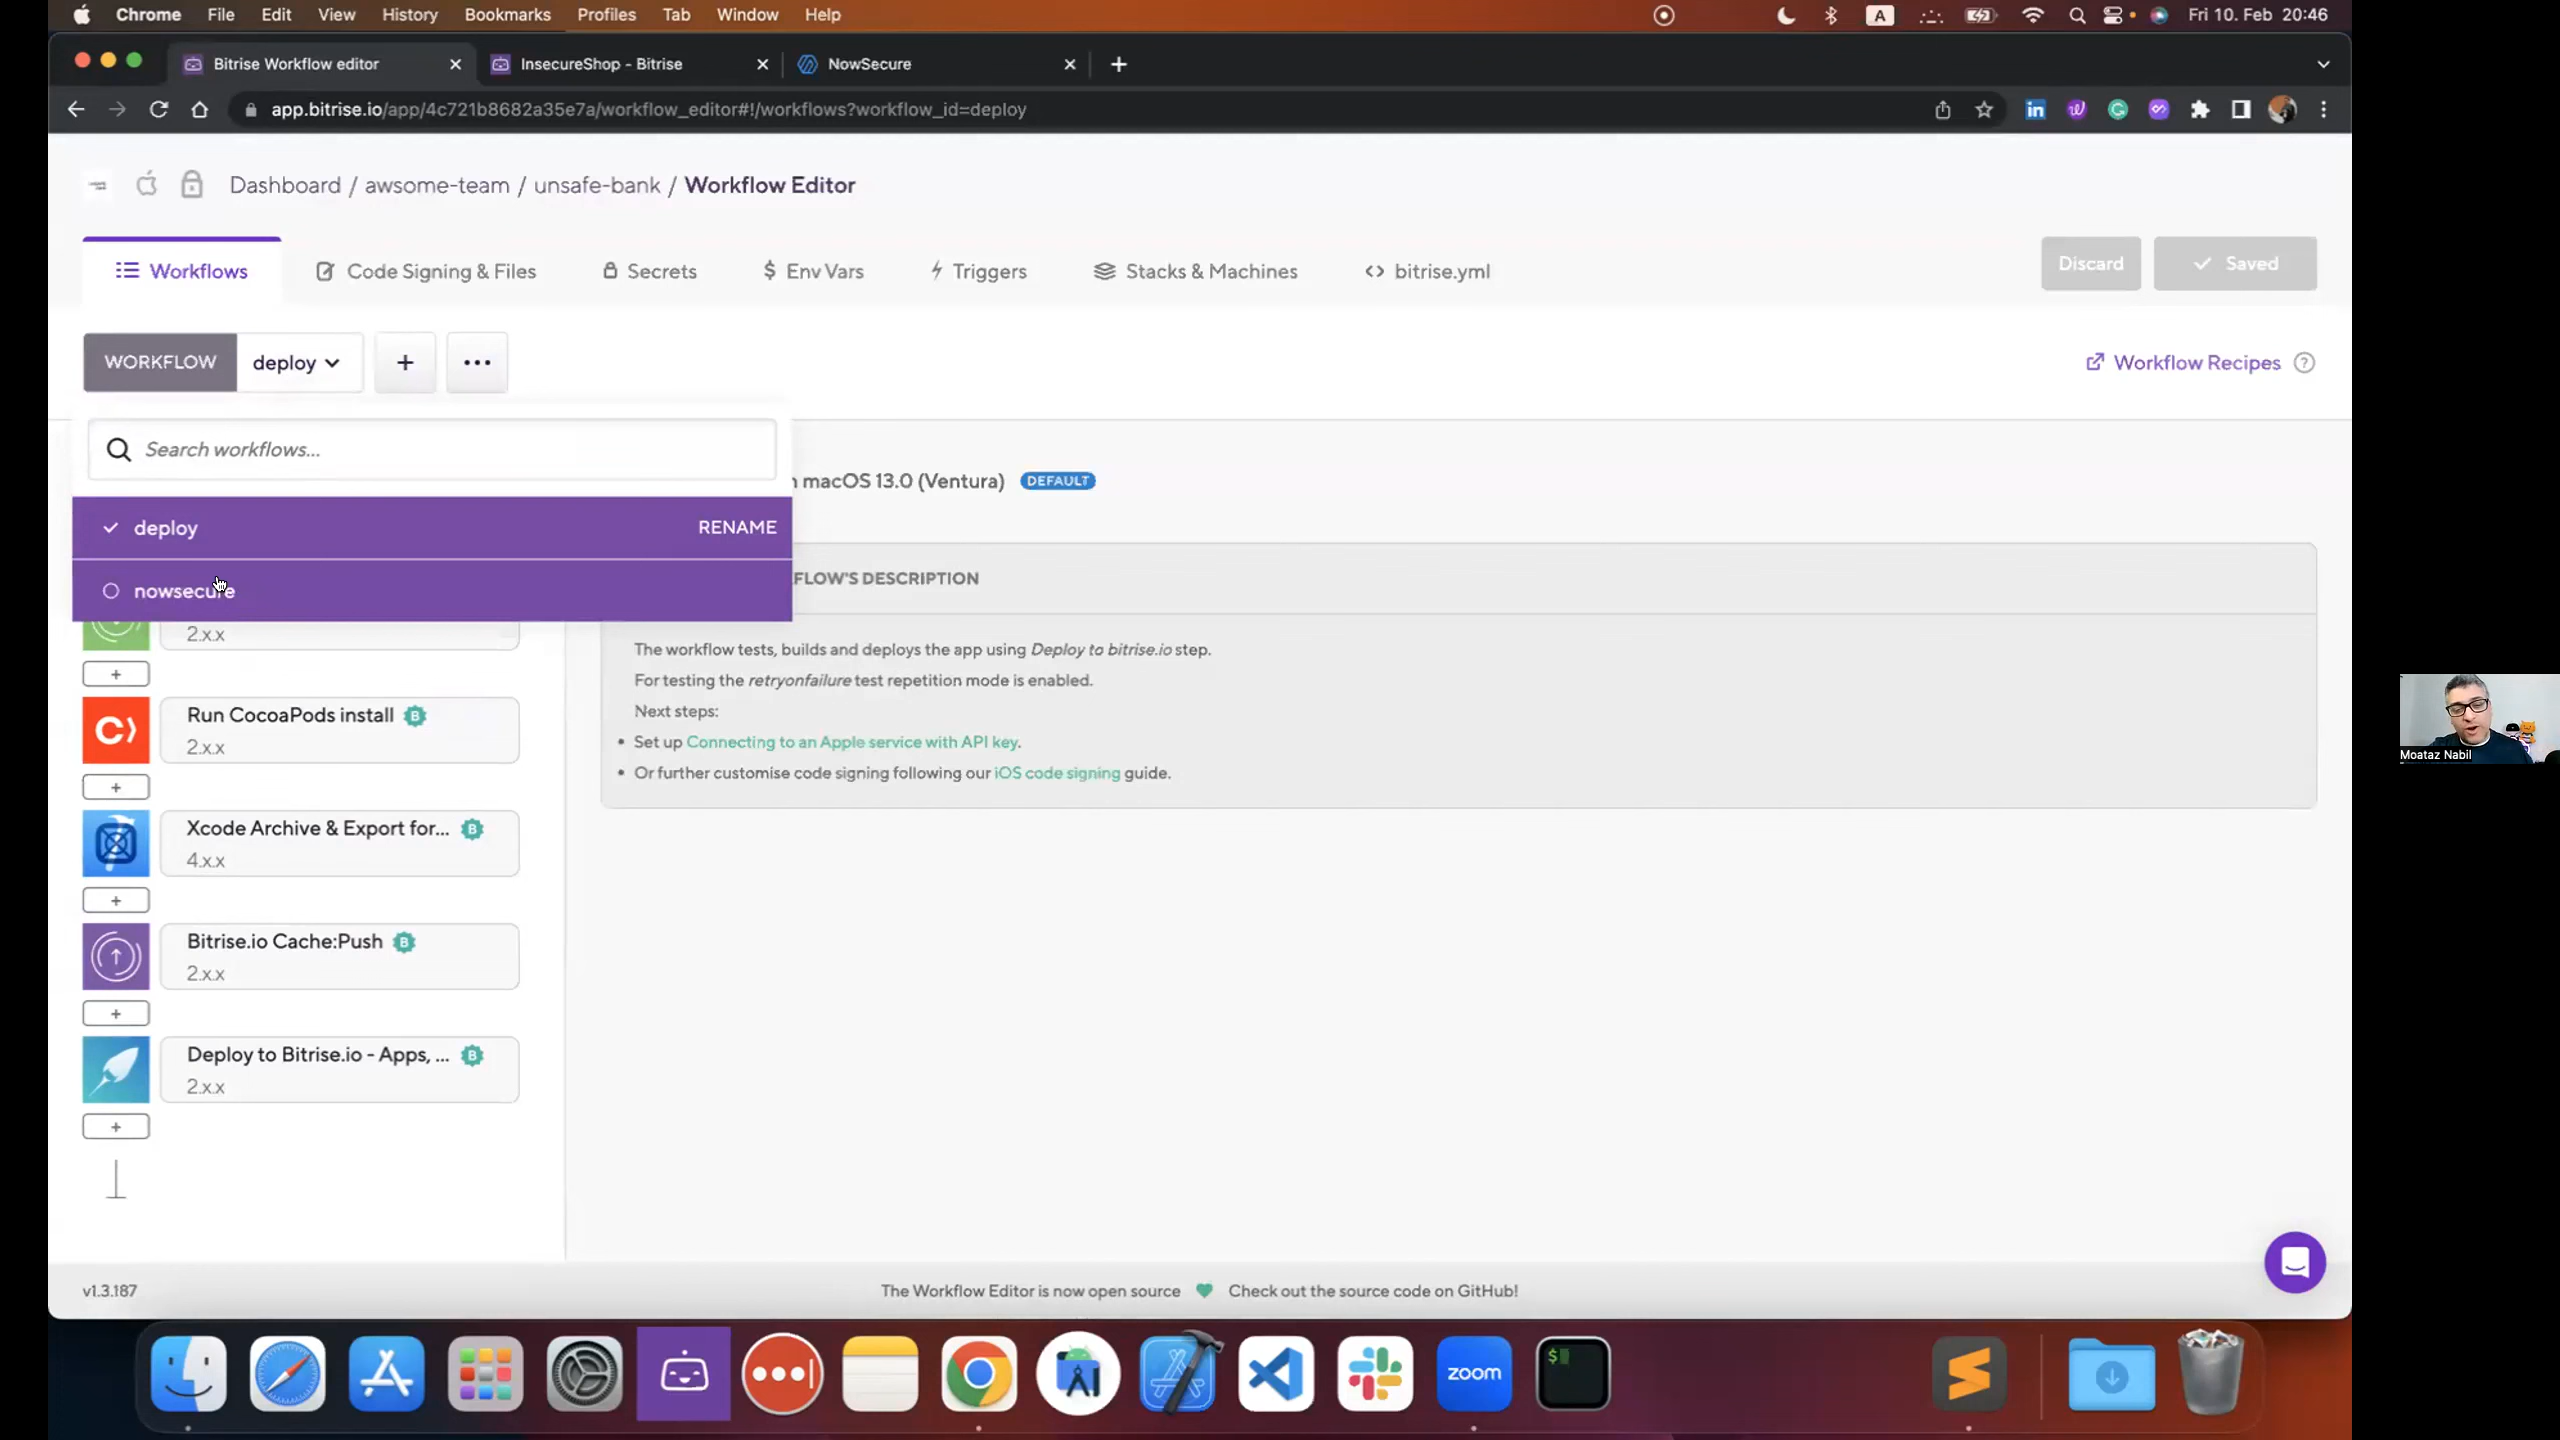 Chrome File Edit View History Bookmarks Profiles Tab Window Help A Fri 10. Feb 20:46
Bitrise Workflow editor InsecureShop - Bitrise NowSecure
app.bitrise.io/app/4c721b8682a35e7a/workflow_editor#!/workflows?workflow_id=deploy
Dashboard / awsome-team / unsafe-bank / Workflow Editor
Workflows Code Signing & Files Secrets $ Env Vars Triggers Stacks & Machines <> bitrise.yml Discard Saved
WORKFLOW deploy + ... Workflow Recipes ?
Search workflows...
macOS 13.0 (Ventura) DEFAULT
deploy RENAME
FLOW'S DESCRIPTION
nowsecure
2.x.x
The workflow tests, builds and deploys the app using Deploy to bitrise.io step.
For testing the retryonfailure test repetition mode is enabled.
Next steps:
• Set up Connecting to an Apple service with API key.
• Or further customise code signing following our iOS code signing guide.
+
Run CocoaPods install B
2.x.x
+
Xcode Archive & Export for... B
4.x.x
+
Bitrise.io Cache:Push B
2.x.x
+
Deploy to Bitrise.io - Apps, ... B
2.x.x
+
Moataz Nabil
v1.3.187 The Workflow Editor is now open source Check out the source code on GitHub!
zoom $